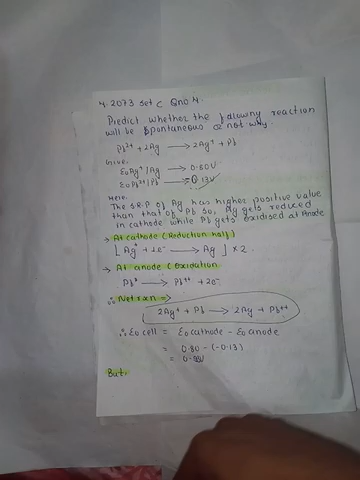 4. 2073 set C Qno 4.
Predict whether the following reaction
will be spontaneous or not why.
Pb²⁺ + 2Ag → 2Ag⁺ + Pb
Given,
E₀Ag⁺|Ag → 0.80V
E₀Pb²⁺|Pb → -0.13V
Here,
The S.R.P of Ag has higher positive value
than that of Pb so, Ag gets reduced
in cathode while Pb gets oxidised at Anode
→ At cathode (Reduction half)
[Ag⁺ + 1e⁻ → Ag] × 2
→ At anode (Oxidation
Pb⁰ → Pb⁺⁺ + 2e⁻
∴ Net rxn ⇒
2Ag⁺ + Pb → 2Ag + Pb⁺⁺
∴ E₀ cell = E₀ cathode - E₀ anode
= 0.80 - (-0.13)
But,